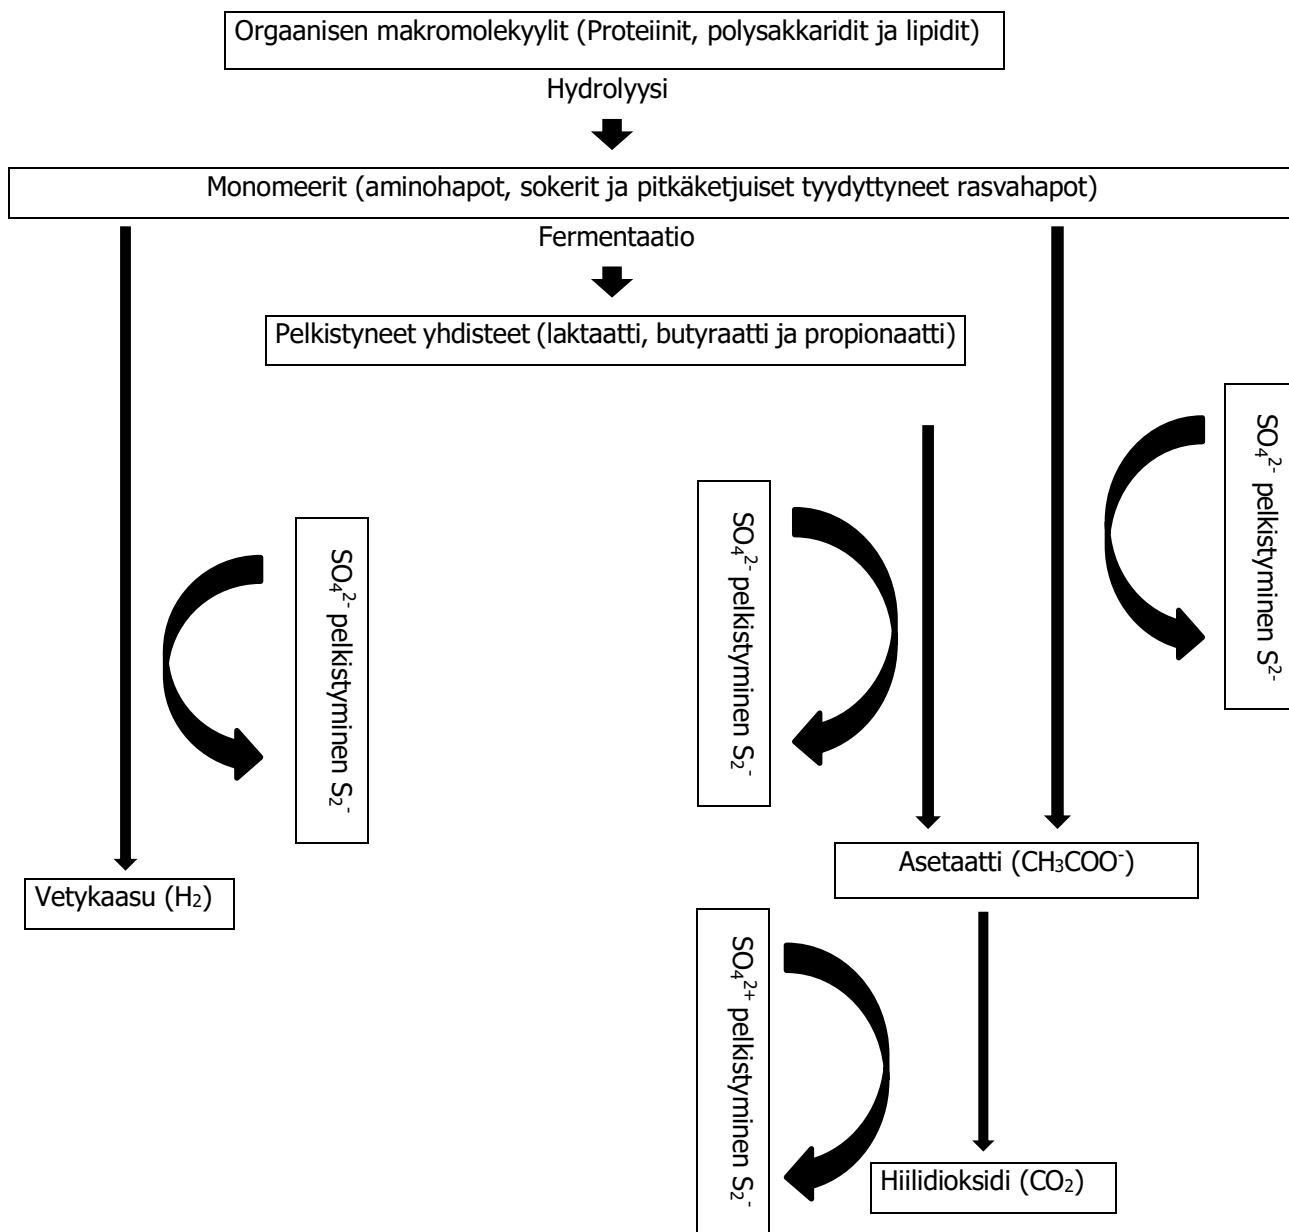 Orgaanisen makromolekyylit (Proteiinit, polysakkaridit ja lipidit)
Hydrolyysi
Monomeerit (aminohapot, sokerit ja pitkäketjuiset tyydyttyneet rasvahapot)
Fermentaatio
Pelkistyneet yhdisteet (laktaatti, butyraatti ja propionaatti)
SO₄²⁻ pelkistyminen S₂⁻
SO₄²⁻ pelkistyminen S₂⁻
SO₄²⁻ pelkistyminen S²⁻
Asetaatti (CH₃COO⁻)
Vetykaasu (H₂)
SO₄²⁺ pelkistyminen S₂⁻
Hiilidioksidi (CO₂)